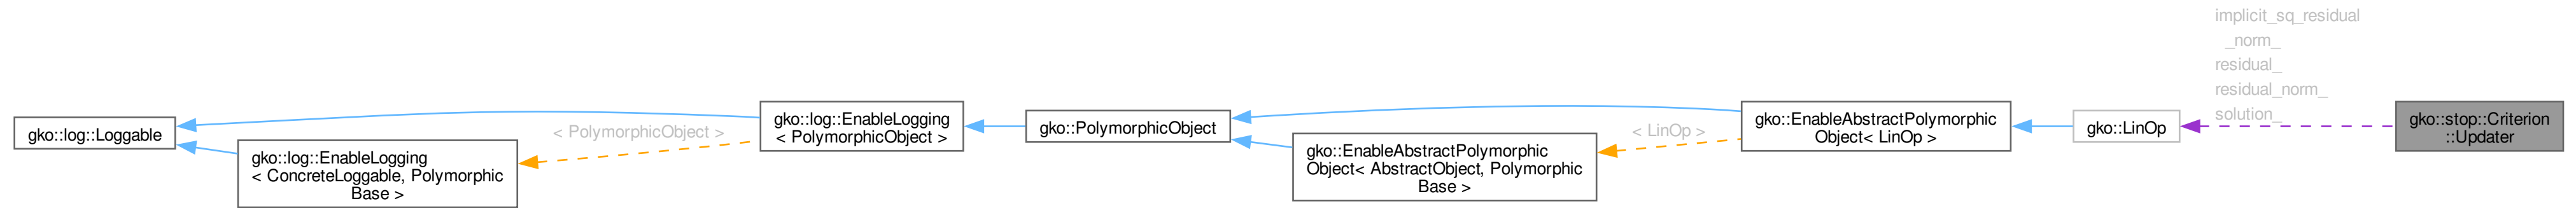 gko::log::Loggable
gko::log::EnableLogging
< ConcreteLoggable, Polymorphic
Base >
< PolymorphicObject >
gko::log::EnableLogging
< PolymorphicObject >
gko::PolymorphicObject
gko::EnableAbstractPolymorphic
Object< AbstractObject, Polymorphic
Base >
< LinOp >
gko::EnableAbstractPolymorphic
Object< LinOp >
gko::LinOp
implicit_sq_residual
_norm_
residual_
residual_norm_
solution_
gko::stop::Criterion
::Updater